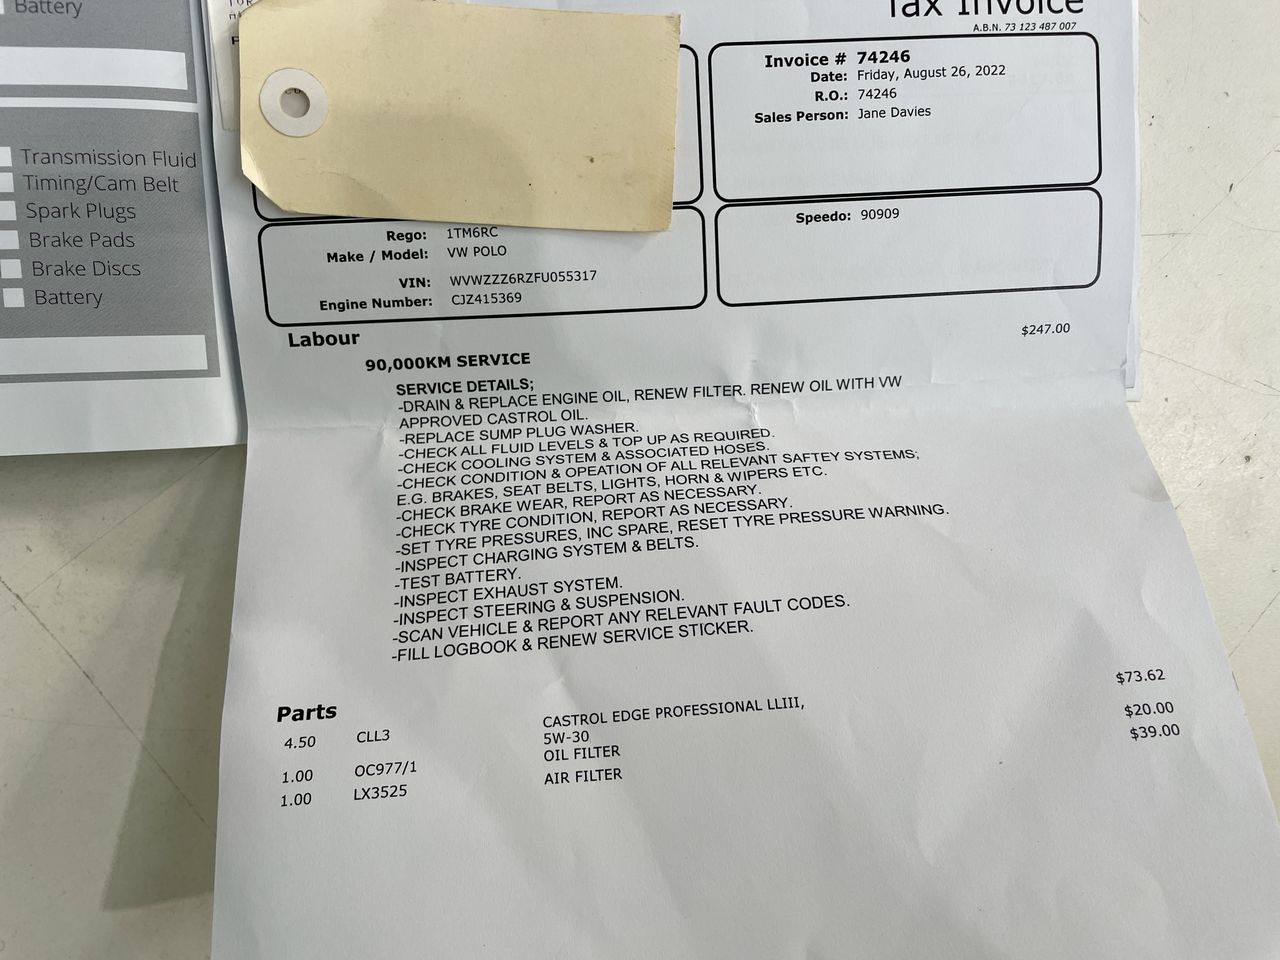 Battery
Transmission Fluid
Timing/Cam Belt
Spark Plugs
Brake Pads
Brake Discs
Battery
Tax Invoice
A.B.N. 73 123 487 007
Invoice # 74246
Date: Friday, August 26, 2022
R.O.: 74246
Sales Person: Jane Davies
Rego: 1TM6RC
Make / Model: VW POLO
VIN: WVWZZZ6RZFU055317
Engine Number: CJZ415369
Speedo: 90909
Labour $247.00
90,000KM SERVICE
SERVICE DETAILS;
-DRAIN & REPLACE ENGINE OIL, RENEW FILTER. RENEW OIL WITH VW
APPROVED CASTROL OIL.
-REPLACE SUMP PLUG WASHER.
-CHECK ALL FLUID LEVELS & TOP UP AS REQUIRED.
-CHECK COOLING SYSTEM & ASSOCIATED HOSES.
-CHECK CONDITION & OPEATION OF ALL RELEVANT SAFTEY SYSTEMS;
E.G. BRAKES, SEAT BELTS, LIGHTS, HORN & WIPERS ETC.
-CHECK BRAKE WEAR, REPORT AS NECESSARY.
-CHECK TYRE CONDITION, REPORT AS NECESSARY.
-SET TYRE PRESSURES, INC SPARE, RESET TYRE PRESSURE WARNING.
-INSPECT CHARGING SYSTEM & BELTS.
-TEST BATTERY.
-INSPECT EXHAUST SYSTEM.
-INSPECT STEERING & SUSPENSION.
-SCAN VEHICLE & REPORT ANY RELEVANT FAULT CODES.
-FILL LOGBOOK & RENEW SERVICE STICKER.
Parts
4.50 CLL3 CASTROL EDGE PROFESSIONAL LLIII, $73.62
5W-30
1.00 OC977/1 OIL FILTER $20.00
1.00 LX3525 AIR FILTER $39.00